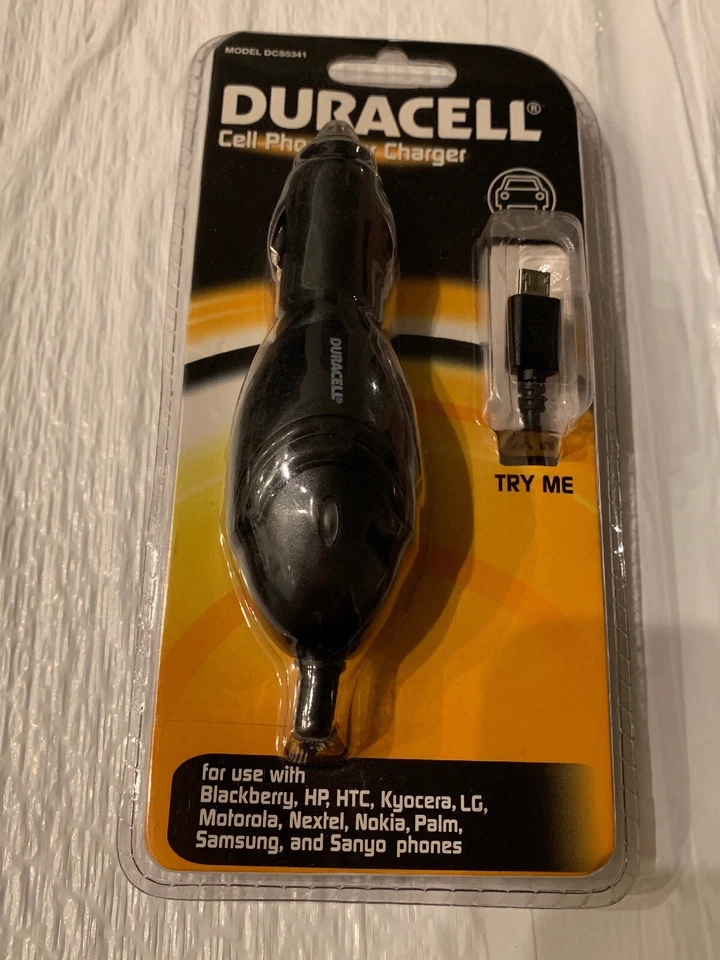 MODEL DCS5341
DURACELL®
Cell Charger
DURACELL®
TRY ME
for use with
Blackberry, HP, HTC, Kyocera, LG,
Motorola, Nextel, Nokia, Palm,
Samsung, and Sanyo phones